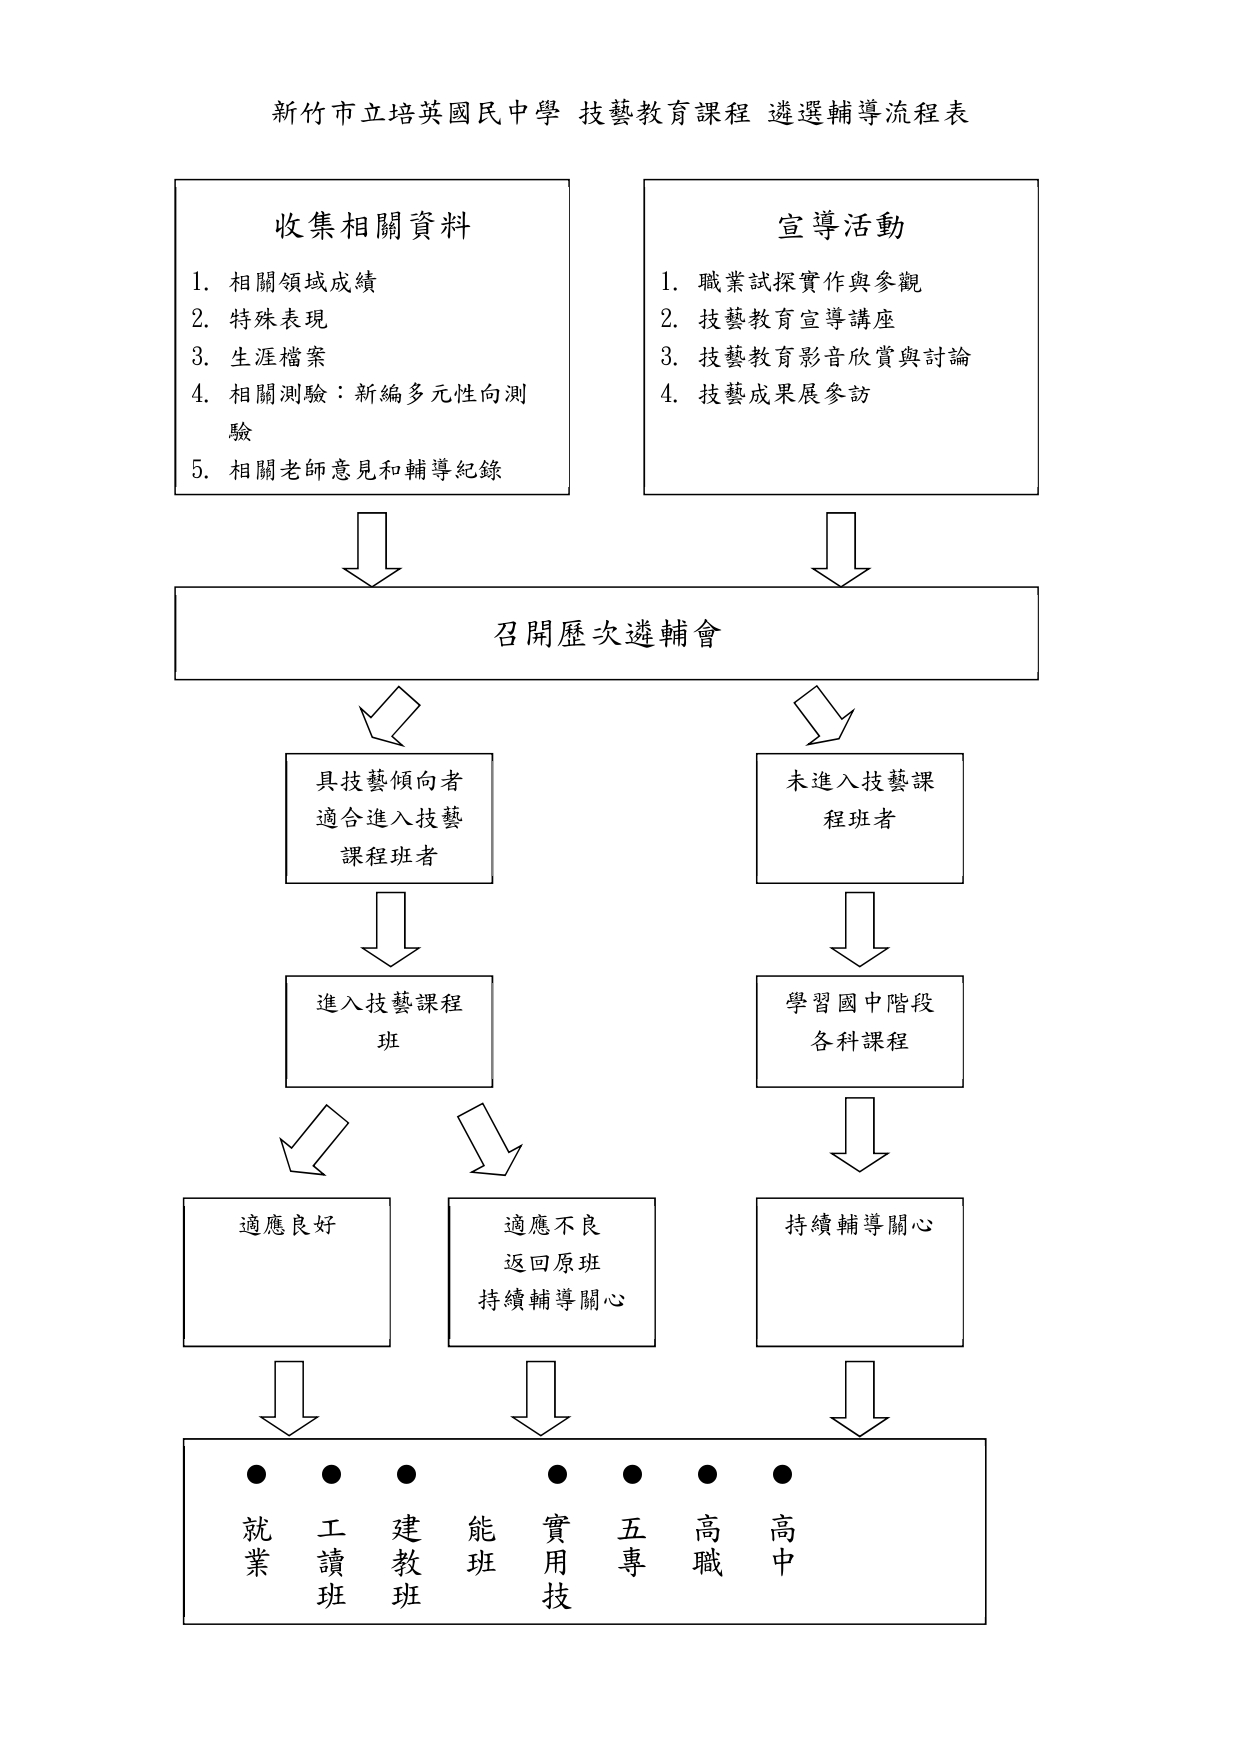 新竹市立培英國民中學 技藝教育課程 遴選輔導流程表
收集相關資料
1. 相關領域成績
2. 特殊表現
3. 生涯檔案
4. 相關測驗：新編多元性向測
驗
5. 相關老師意見和輔導紀錄
宣導活動
1. 職業試探實作與參觀
2. 技藝教育宣導講座
3. 技藝教育影音欣賞與討論
4. 技藝成果展參訪
召開歷次遴輔會
具技藝傾向者
適合進入技藝
課程班者
未進入技藝課
程班者
進入技藝課程
班
學習國中階段
各科課程
適應良好
適應不良
返回原班
持續輔導關心
持續輔導關心
● 高中
● 高職
● 五專
● 實用技
能班
● 建教班
● 工讀班
● 就業